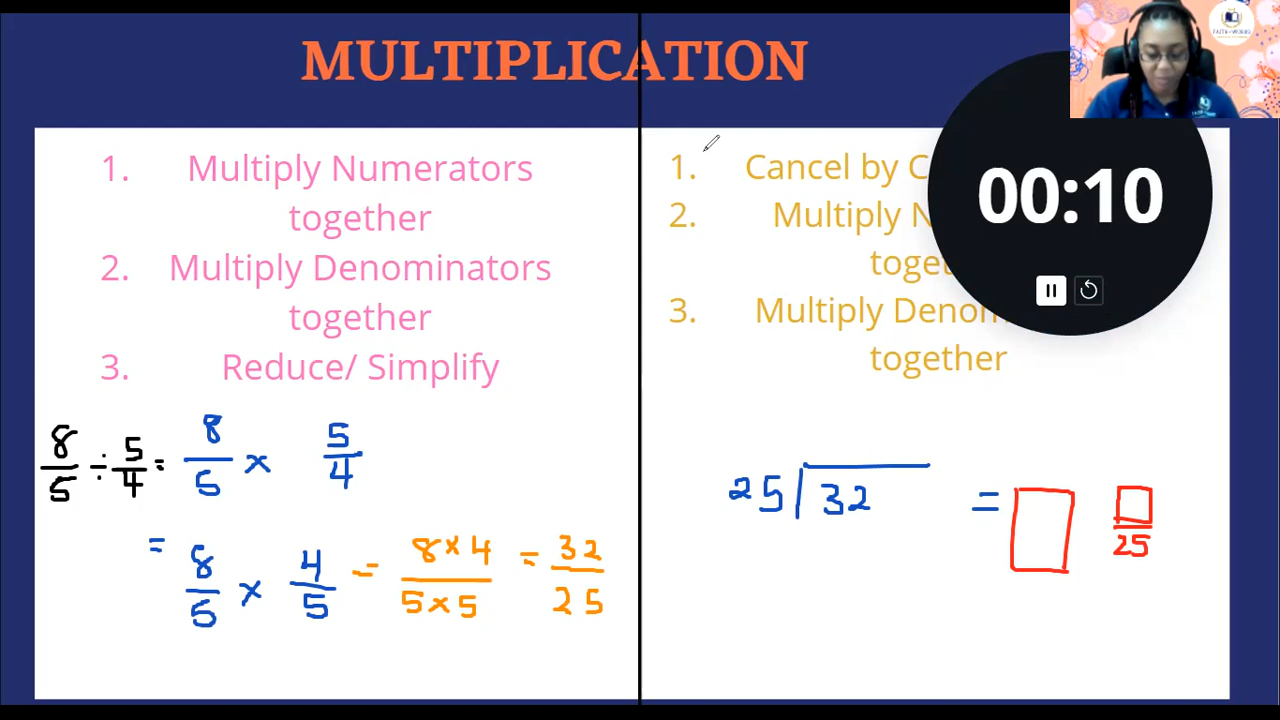 MULTIPLICATION
1. Multiply Numerators
together
2. Multiply Denominators
together
3. Reduce/ Simplify
8/5 ÷ 5/4 = 8/5 × 5/4
= 8/5 × 4/5 = 8×4/5×5 = 32/25
1. Cancel by C
2. Multiply N
toget
3. Multiply Denom
together
25 32 = □ □/25
00:10
FAITH WORKS